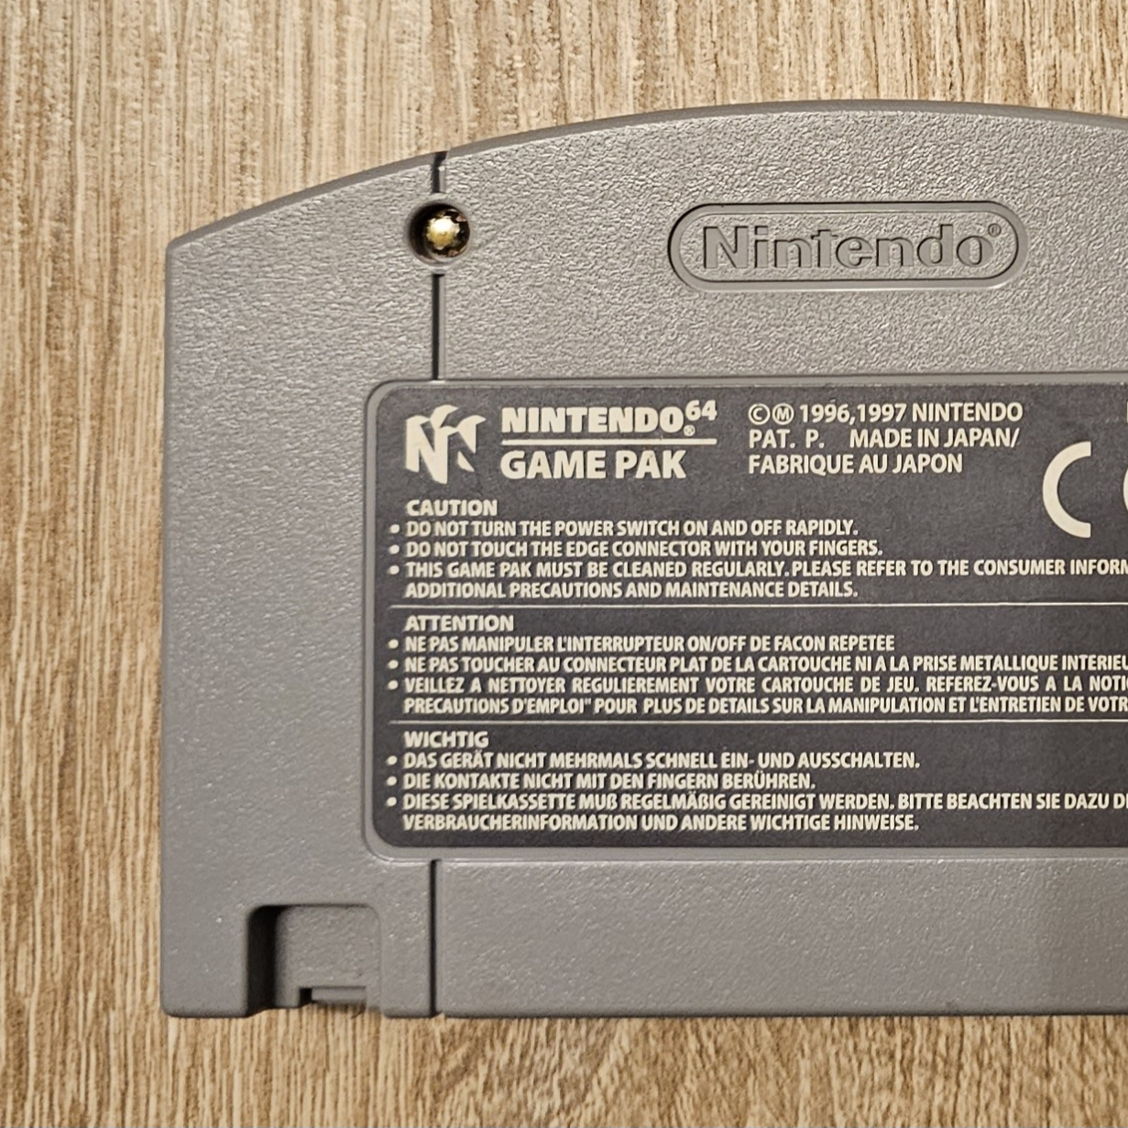 Nintendo®
NINTENDO64®
GAME PAK
©Ⓜ1996,1997 NINTENDO
PAT. P. MADE IN JAPAN/
FABRIQUE AU JAPON
CAUTION
• DO NOT TURN THE POWER SWITCH ON AND OFF RAPIDLY.
• DO NOT TOUCH THE EDGE CONNECTOR WITH YOUR FINGERS.
• THIS GAME PAK MUST BE CLEANED REGULARLY. PLEASE REFER TO THE CONSUMER INFORM
ADDITIONAL PRECAUTIONS AND MAINTENANCE DETAILS.
ATTENTION
• NE PAS MANIPULER L'INTERRUPTEUR ON/OFF DE FACON REPETEE
• NE PAS TOUCHER AU CONNECTEUR PLAT DE LA CARTOUCHE NI A LA PRISE METALLIQUE INTERIEU
• VEILLEZ A NETTOYER REGULIEREMENT VOTRE CARTOUCHE DE JEU. REFEREZ-VOUS A LA NOTI
PRECAUTIONS D'EMPLOI" POUR PLUS DE DETAILS SUR LA MANIPULATION ET L'ENTRETIEN DE VOTR
WICHTIG
• DAS GERÄT NICHT MEHRMALS SCHNELL EIN- UND AUSSCHALTEN.
• DIE KONTAKTE NICHT MIT DEN FINGERN BERÜHREN.
• DIESE SPIELKASSETTE MUß REGELMÄßIG GEREINIGT WERDEN. BITTE BEACHTEN SIE DAZU DI
VERBRAUCHERINFORMATION UND ANDERE WICHTIGE HINWEISE.